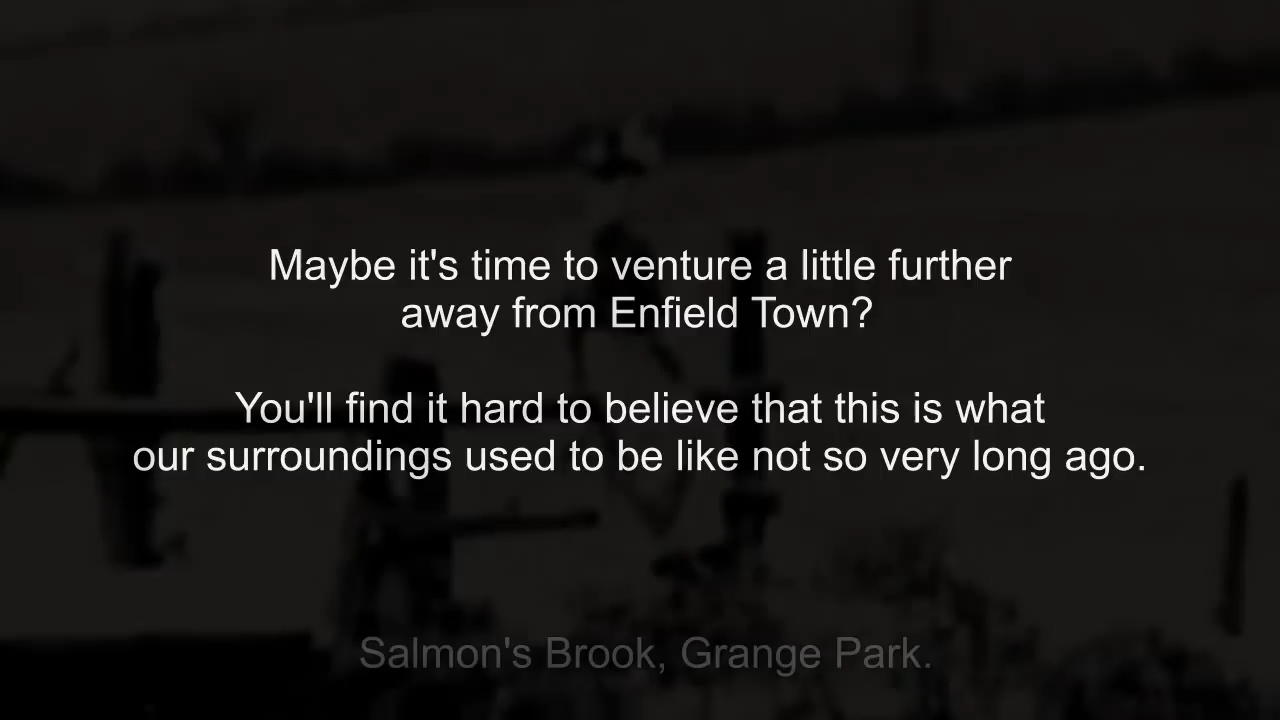 Maybe it's time to venture a little further
away from Enfield Town?
You'll find it hard to believe that this is what
our surroundings used to be like not so very long ago.
Salmon's Brook, Grange Park.